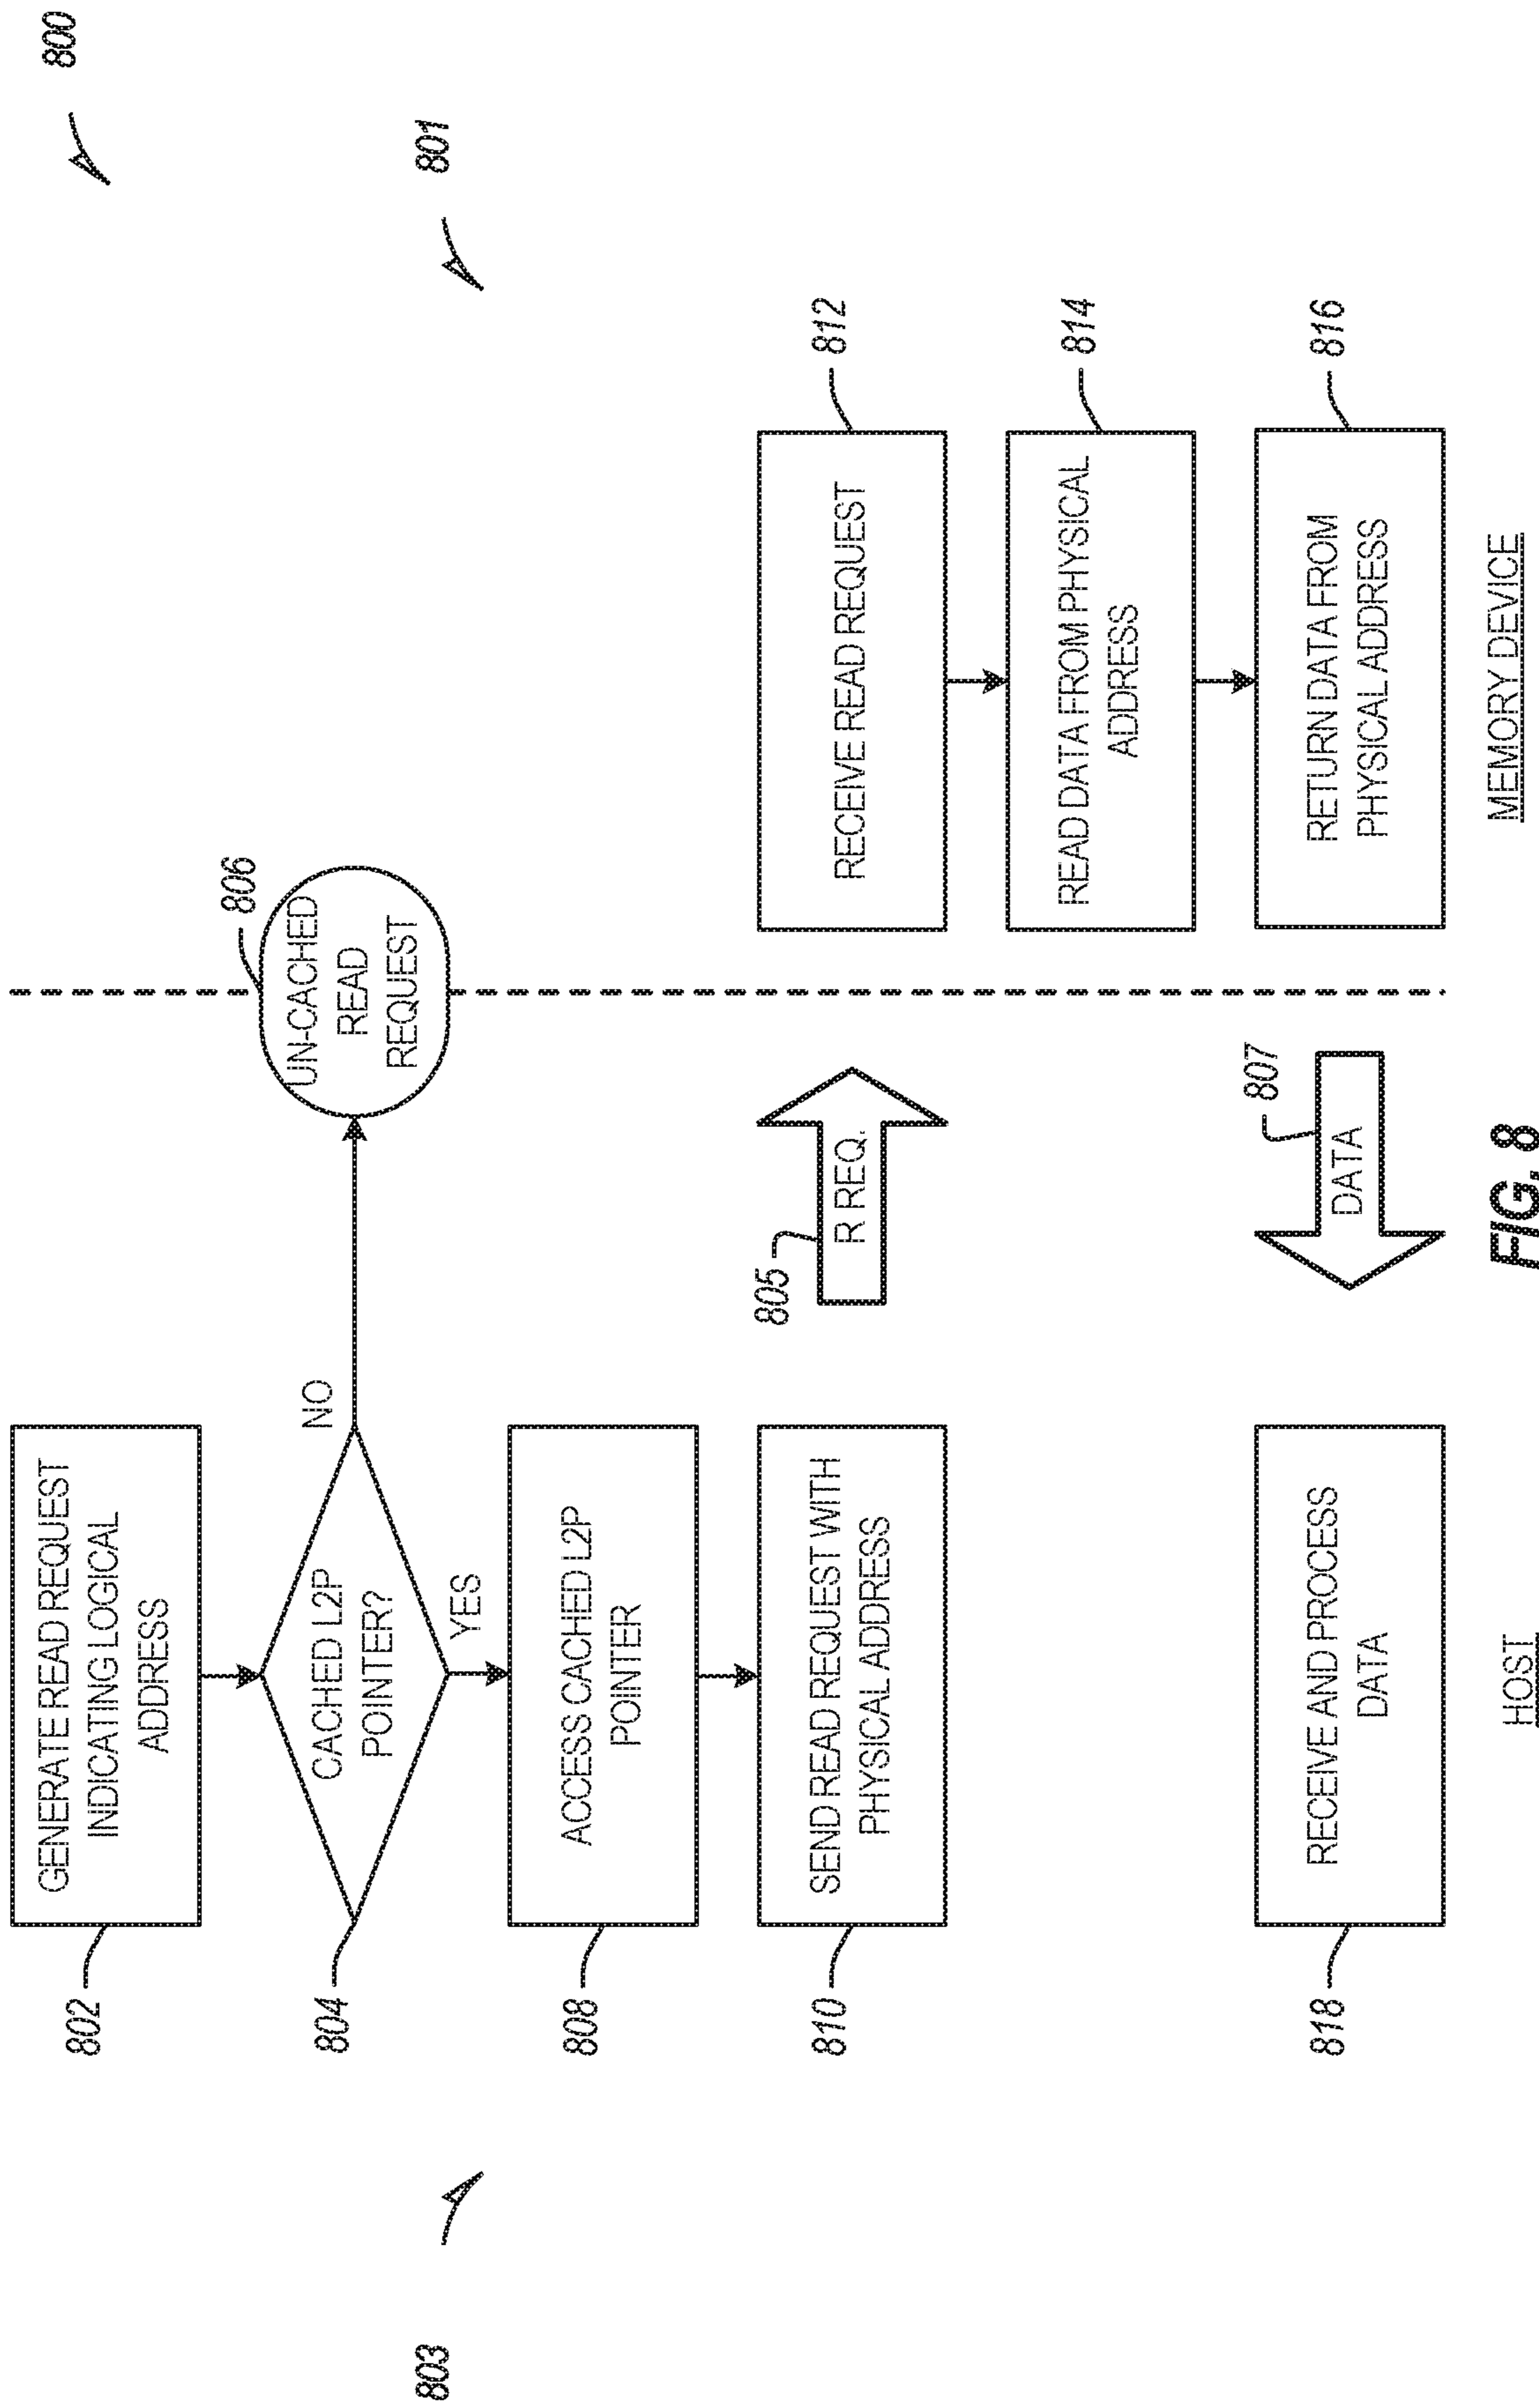 800
801
803
802
GENERATE READ REQUEST
INDICATING LOGICAL
ADDRESS
804
CACHED L2P
POINTER?
NO
YES
806
UN-CACHED
READ
REQUEST
808
ACCESS CACHED L2P
POINTER
810
SEND READ REQUEST WITH
PHYSICAL ADDRESS
805
R REQ.
812
RECEIVE READ REQUEST
814
READ DATA FROM PHYSICAL
ADDRESS
816
RETURN DATA FROM
PHYSICAL ADDRESS
807
DATA
818
RECEIVE AND PROCESS
DATA
HOST
MEMORY DEVICE
FIG. 8